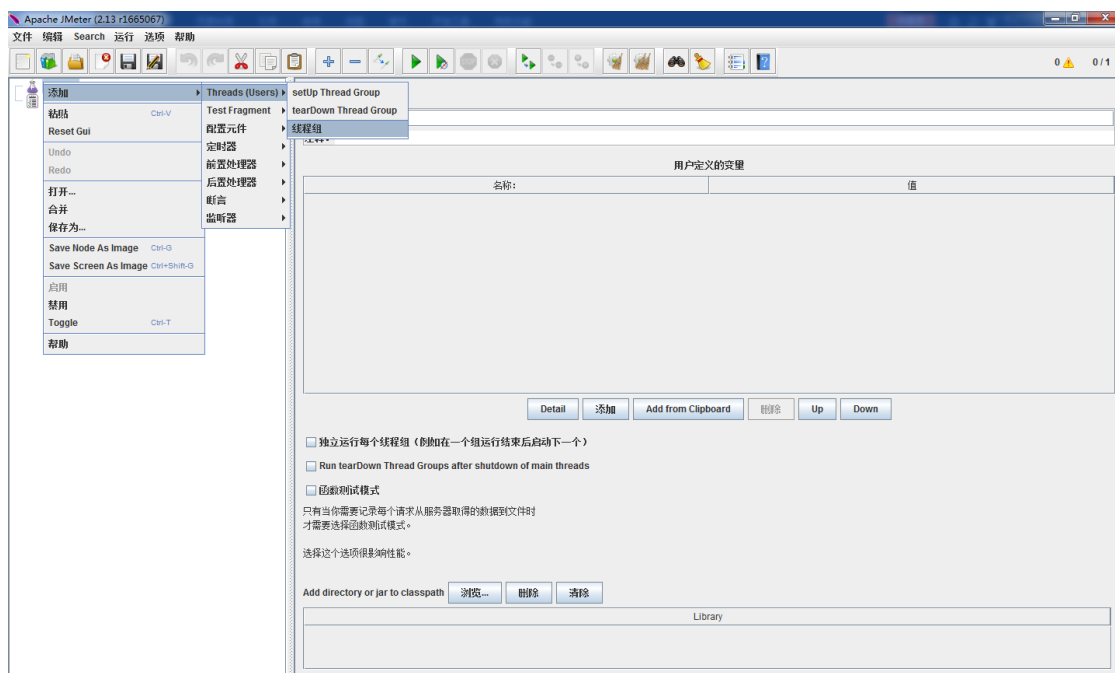 Apache JMeter (2.13 r1665067)
文件 编辑 Search 运行 选项 帮助
0 0/1
添加
粘贴 Ctrl-V
Reset Gui
Undo
Redo
打开...
合并
保存为...
Save Node As Image Ctrl-G
Save Screen As Image Ctrl+Shift-G
启用
禁用
Toggle Ctrl-T
帮助
Threads (Users)
Test Fragment
配置元件
定时器
前置处理器
后置处理器
断言
监听器
setUp Thread Group
tearDown Thread Group
线程组
用户定义的变量
名称: 值
Detail 添加 Add from Clipboard 删除 Up Down
独立运行每个线程组（例如在一个组运行结束后启动下一个）
Run tearDown Thread Groups after shutdown of main threads
函数测试模式
只有当你需要记录每个请求从服务器取得的数据到文件时
才需要选择函数测试模式。
选择这个选项很影响性能。
Add directory or jar to classpath 浏览... 删除 清除
Library